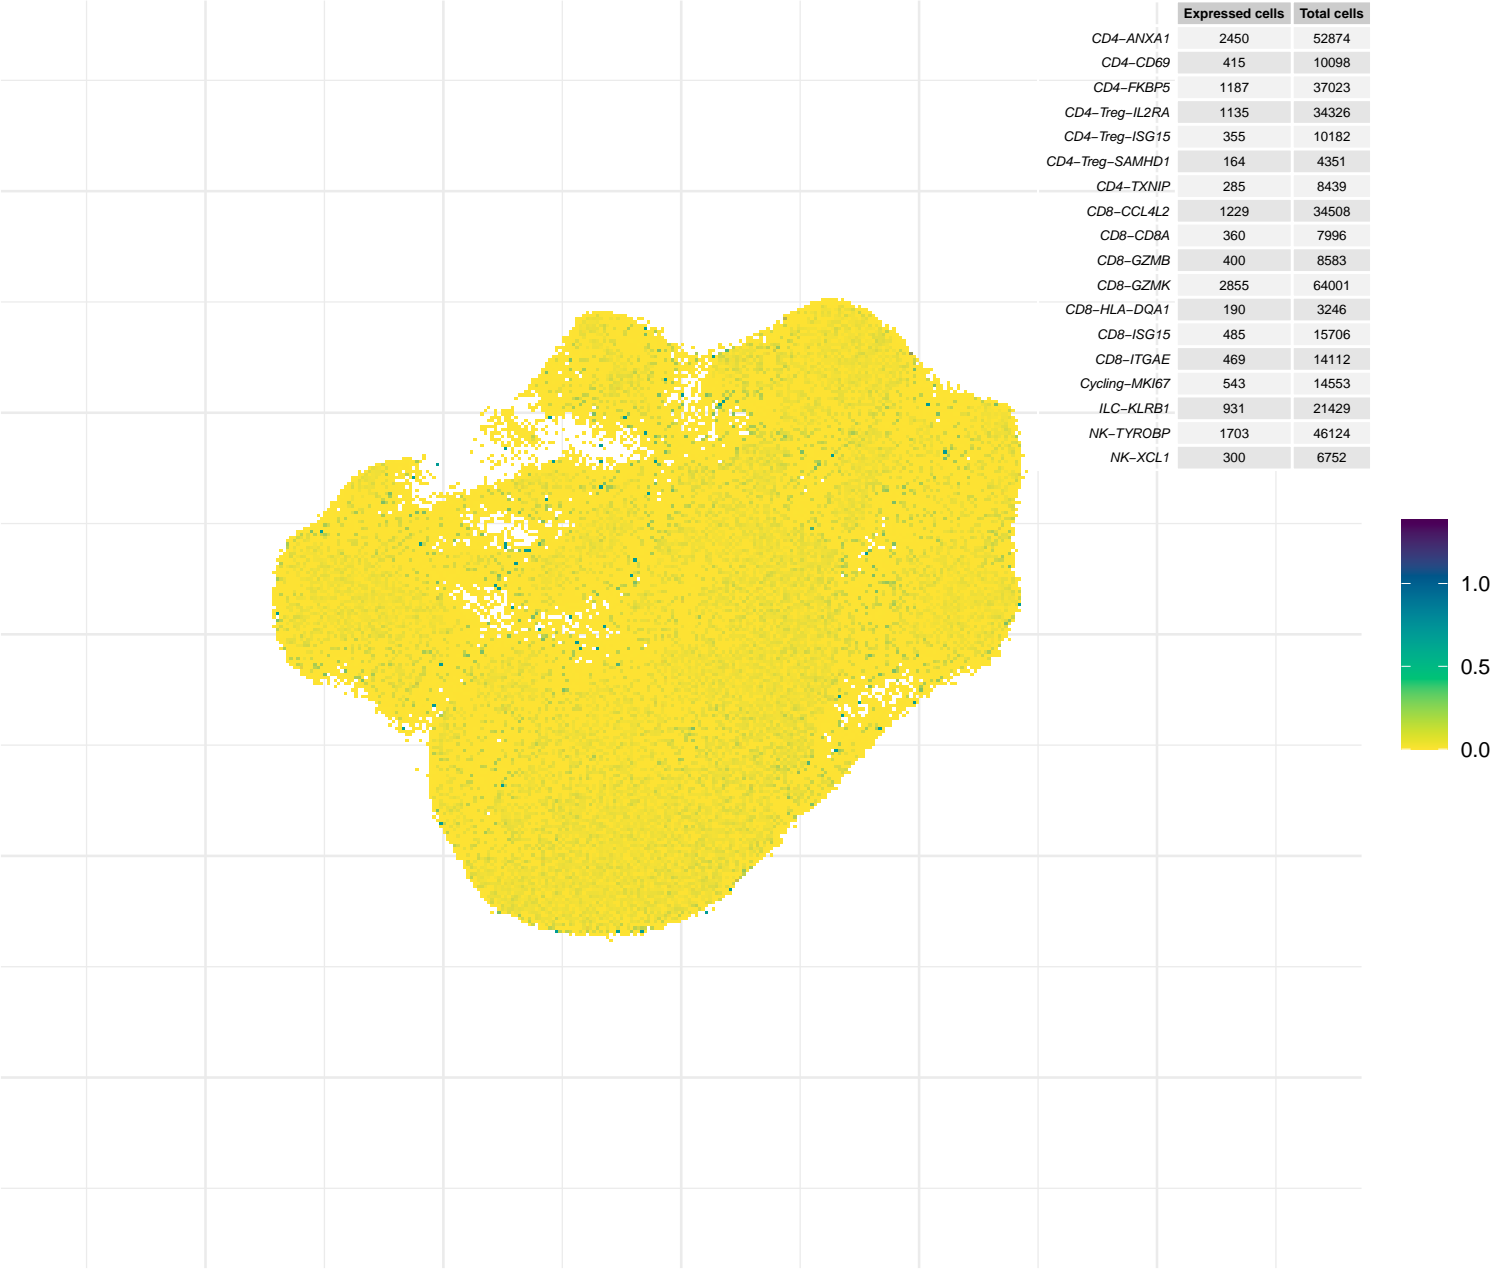 Expressed cells Total cells
CD4−ANXA1 2450 52874
CD4−CD69 415 10098
CD4−FKBP5 1187 37023
CD4−Treg−IL2RA 1135 34326
CD4−Treg−ISG15 355 10182
CD4−Treg−SAMHD1 164 4351
CD4−TXNIP 285 8439
CD8−CCL4L2 1229 34508
CD8−CD8A 360 7996
CD8−GZMB 400 8583
CD8−GZMK 2855 64001
CD8−HLA−DQA1 190 3246
CD8−ISG15 485 15706
CD8−ITGAE 469 14112
Cycling−MKI67 543 14553
ILC−KLRB1 931 21429
NK−TYROBP 1703 46124
NK−XCL1 300 6752
1.0
0.5
0.0